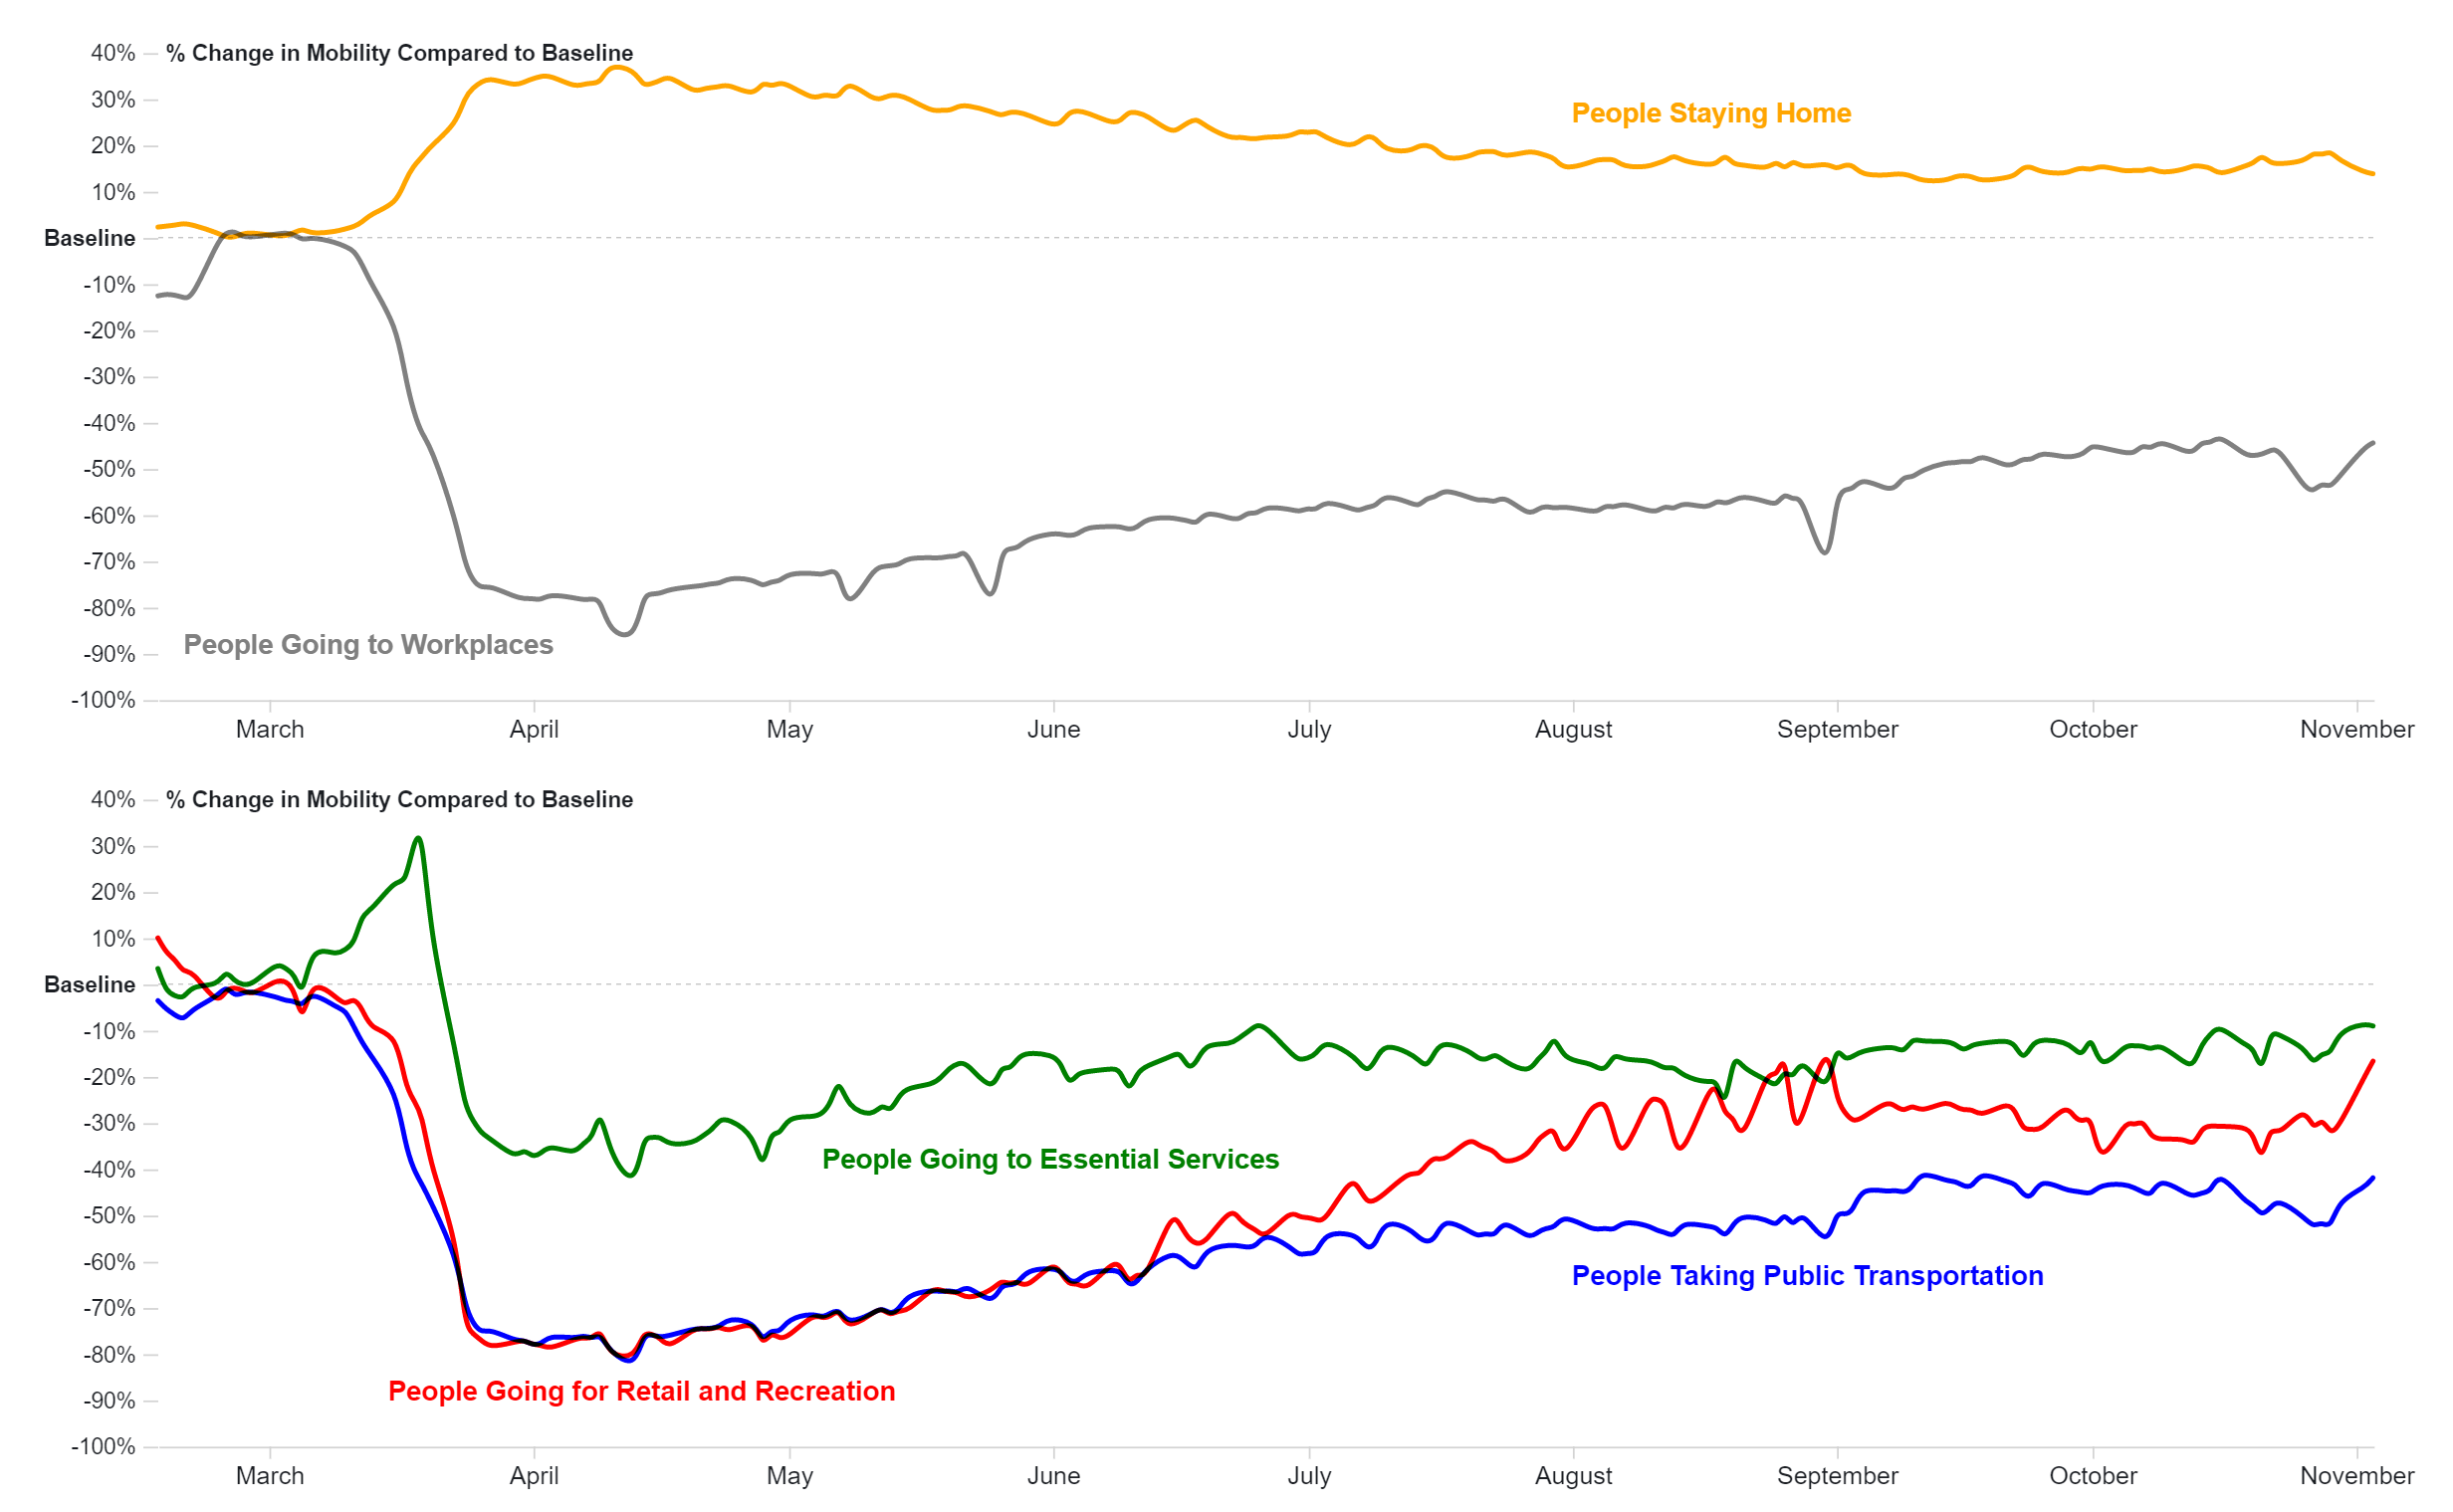 40% % Change in Mobility Compared to Baseline
30%
People Staying Home
20%
10%
Baseline
-10%
-20%
-30%
-40%
-50%
-60%
-70%
-80%
People Going to Workplaces
-90%
-100%
March April May June July August September October November
40% % Change in Mobility Compared to Baseline
30%
20%
10%
Baseline
-10%
-20%
-30%
People Going to Essential Services
-40%
-50%
-60%
People Taking Public Transportation
-70%
-80%
People Going for Retail and Recreation
-90%
-100%
March April May June July August September October November